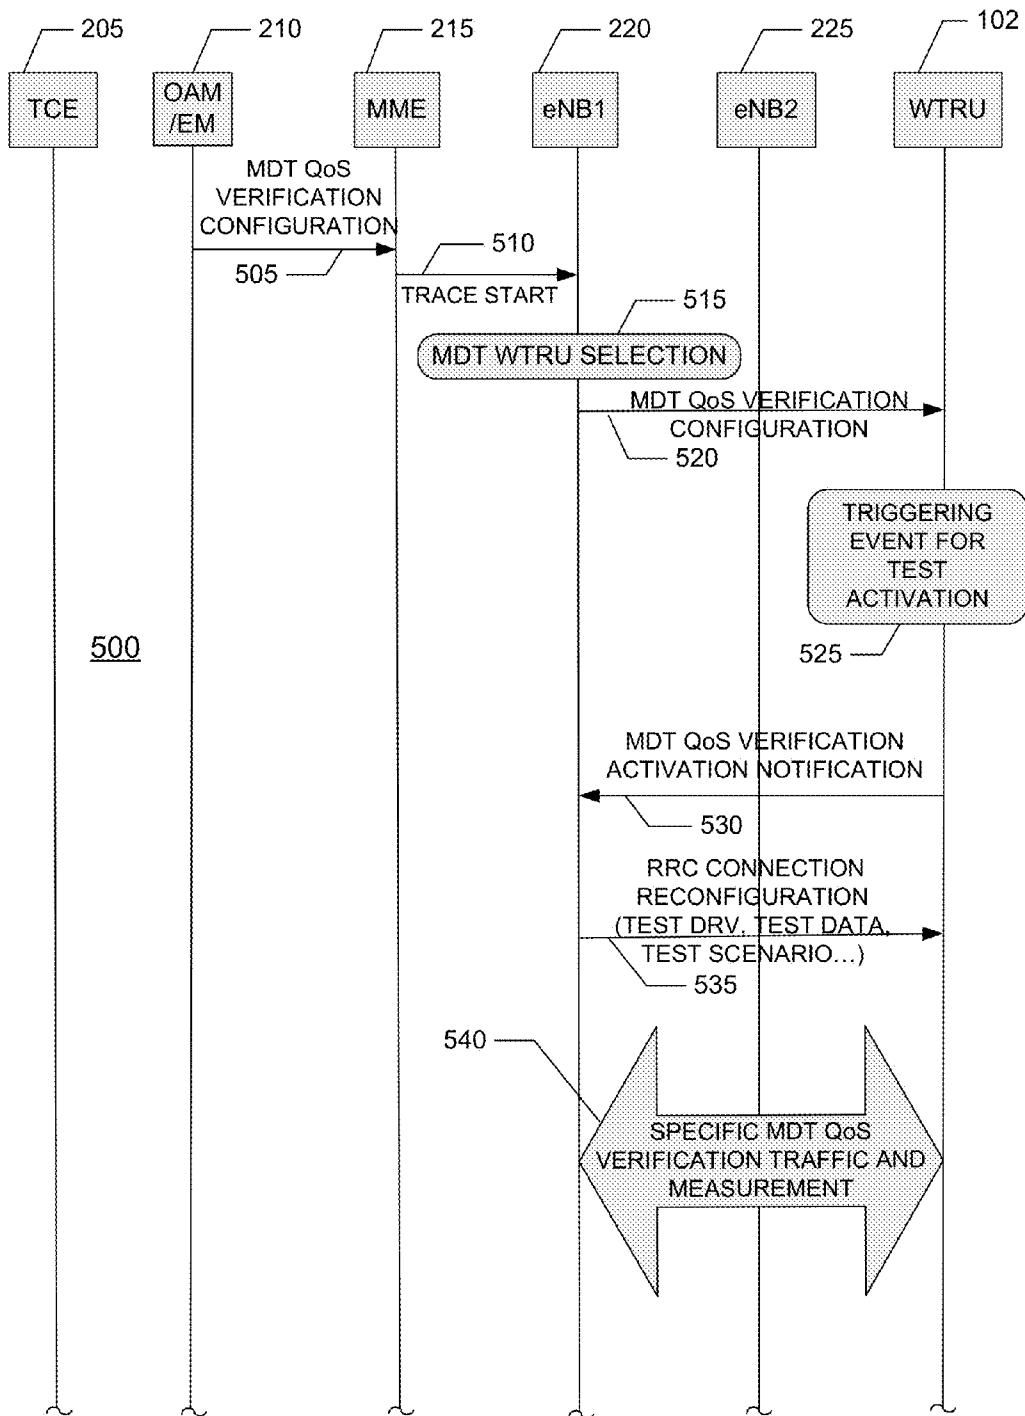 205
210
215
220
225
102
TCE
OAM
/EM
MME
eNB1
eNB2
WTRU
MDT QoS
VERIFICATION
CONFIGURATION
505
510
TRACE START
515
MDT WTRU SELECTION
MDT QoS VERIFICATION
CONFIGURATION
520
TRIGGERING
EVENT FOR
TEST
ACTIVATION
525
500
MDT QoS VERIFICATION
ACTIVATION NOTIFICATION
530
RRC CONNECTION
RECONFIGURATION
(TEST DRV, TEST DATA,
TEST SCENARIO...)
535
540
SPECIFIC MDT QoS
VERIFICATION TRAFFIC AND
MEASUREMENT